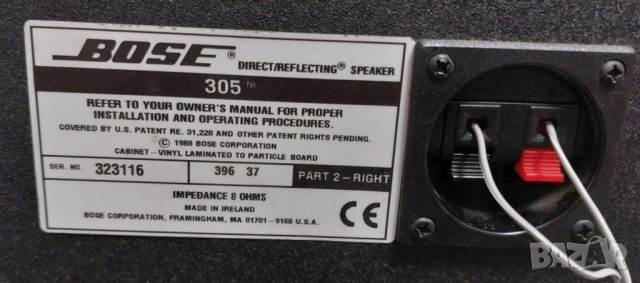 BOSE® DIRECT/REFLECTING® SPEAKER
305™
REFER TO YOUR OWNER'S MANUAL FOR PROPER
INSTALLATION AND OPERATING PROCEDURES.
COVERED BY U.S. PATENT RE. 31,228 AND OTHER PATENT RIGHTS PENDING.
© 1988 BOSE CORPORATION
CABINET-VINYL LAMINATED TO PARTICLE BOARD
SER. NO. 323116 396 37 PART 2-RIGHT
IMPEDANCE 8 OHMS
MADE IN IRELAND
BOSE CORPORATION, FRAMINGHAM, MA 01701-9168 U.S.A.
CE
BAZAR